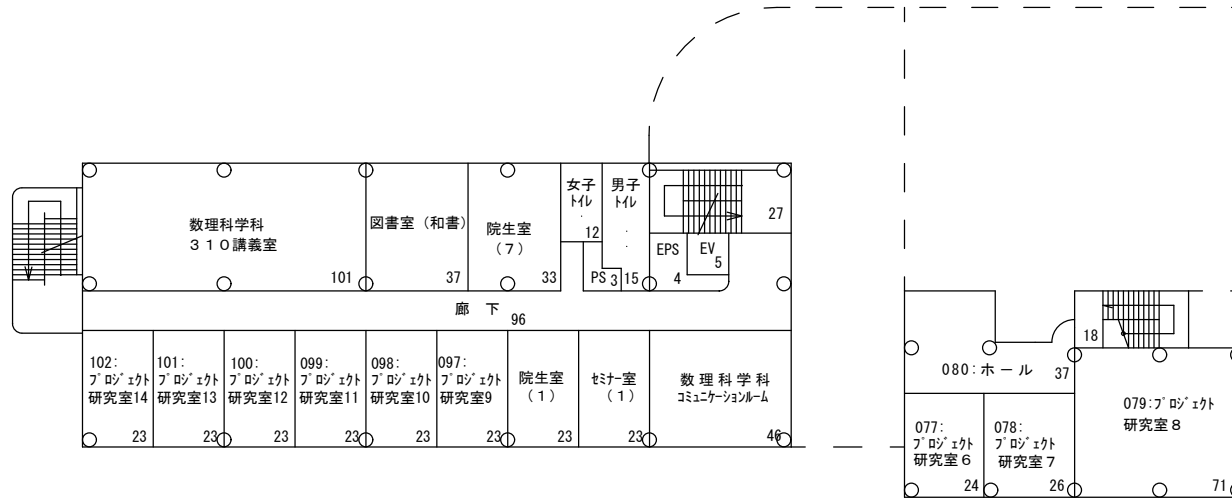 数理科学科
310講義室
101
図書室(和書)
37
院生室
(7)
33
女子
トイレ
12
男子
トイレ
15
PS 3
EPS
4
EV
5
27
廊 下
96
102:
プロジェクト
研究室14
23
101:
プロジェクト
研究室13
23
100:
プロジェクト
研究室12
23
099:
プロジェクト
研究室11
23
098:
プロジェクト
研究室10
23
097:
プロジェクト
研究室9
23
院生室
(1)
23
セミナー室
(1)
23
数理科学科
コミュニケーションルーム
46
18
080:ホール
37
077:
プロジェクト
研究室6
24
078:
プロジェクト
研究室7
26
079:プロジェクト
研究室8
71